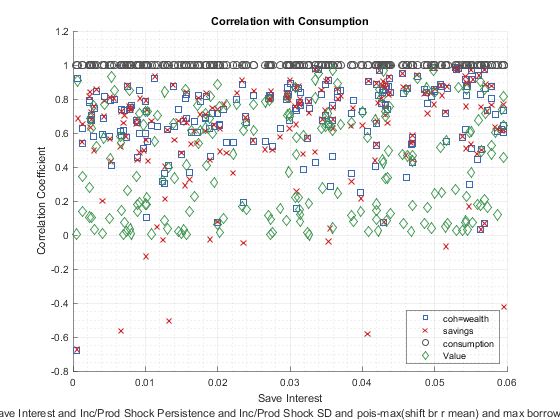 Correlation with Consumption
1.2
1
0.8
0.6
0.4
0.2
0
-0.2
-0.4
-0.6
-0.8
Correlation Coefficient
coh=wealth
savings
consumption
Value
0
0.01
0.02
0.03
0.04
0.05
0.06
Save Interest
ave Interest and Inc/Prod Shock Persistence and Inc/Prod Shock SD and pois-max(shift br r mean) and max borrow